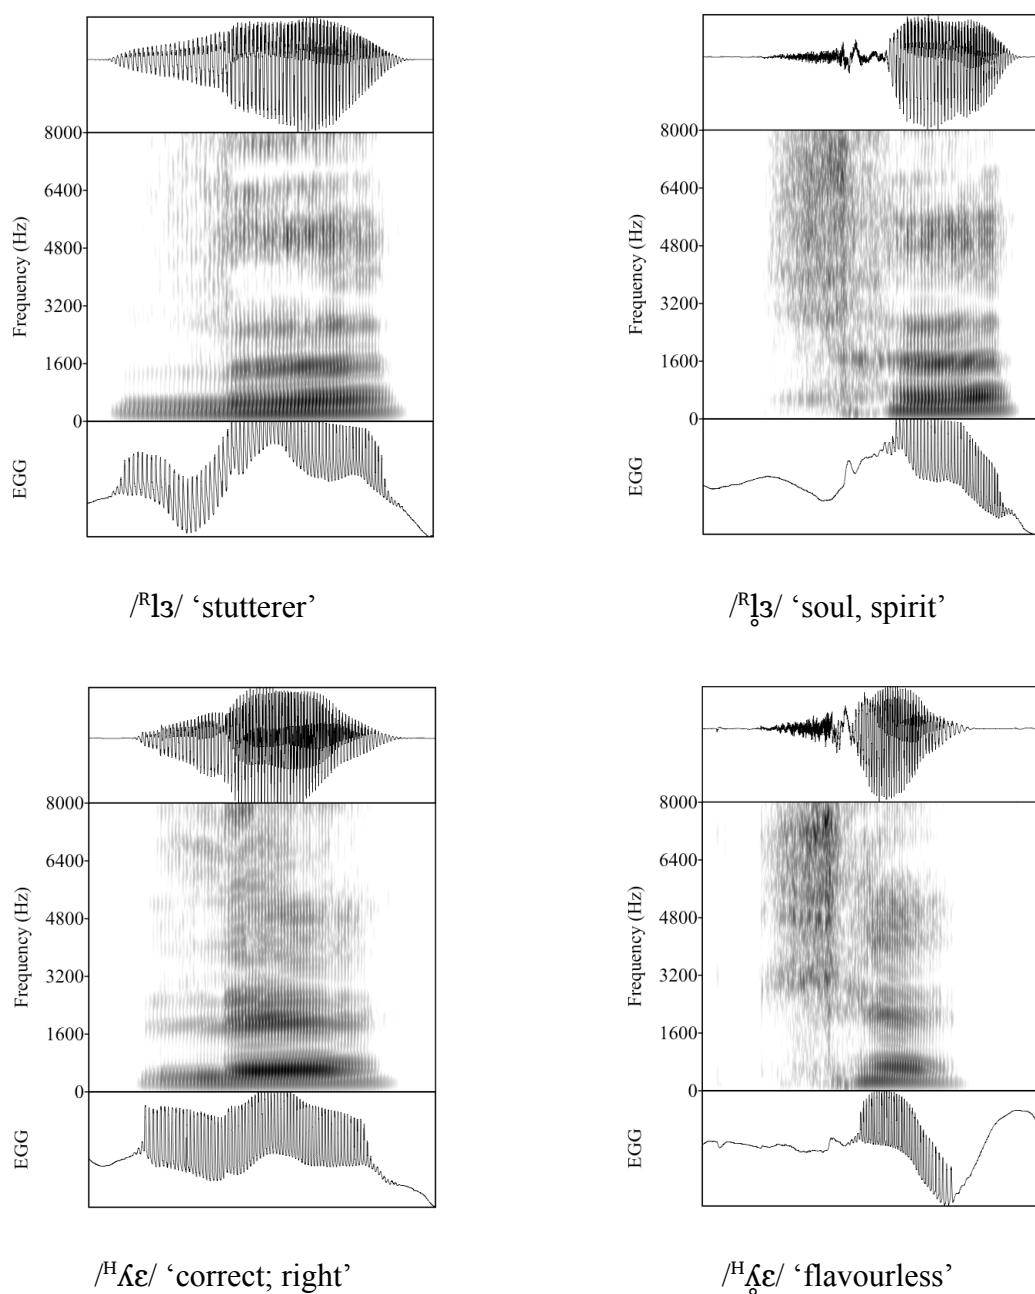 8000
6400
4800
3200
1600
0
Frequency (Hz)
EGG
8000
6400
4800
3200
1600
0
Frequency (Hz)
EGG
/ᴿlɜ/ ‘stutterer’
/ᴿl̥ɜ/ ‘soul, spirit’
8000
6400
4800
3200
1600
0
Frequency (Hz)
EGG
8000
6400
4800
3200
1600
0
Frequency (Hz)
EGG
/ᴴʎɛ/ ‘correct; right’
/ᴴʎ̥ɛ/ ‘flavourless’